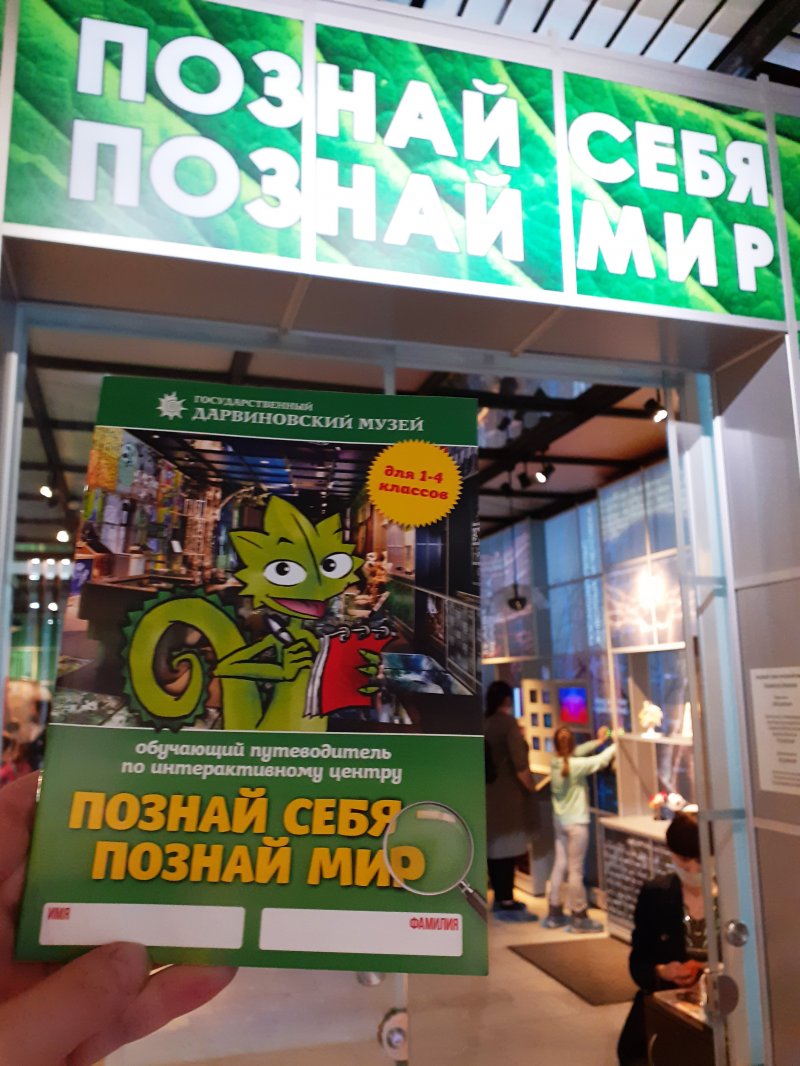 ПОЗНАЙ СЕБЯ
ПОЗНАЙ МИР
ГОСУДАРСТВЕННЫЙ
ДАРВИНОВСКИЙ МУЗЕЙ
для 1-4
классов
обучающий путеводитель
по интерактивному центру
ПОЗНАЙ СЕБЯ –
ПОЗНАЙ МИР
ИМЯ
ФАМИЛИЯ